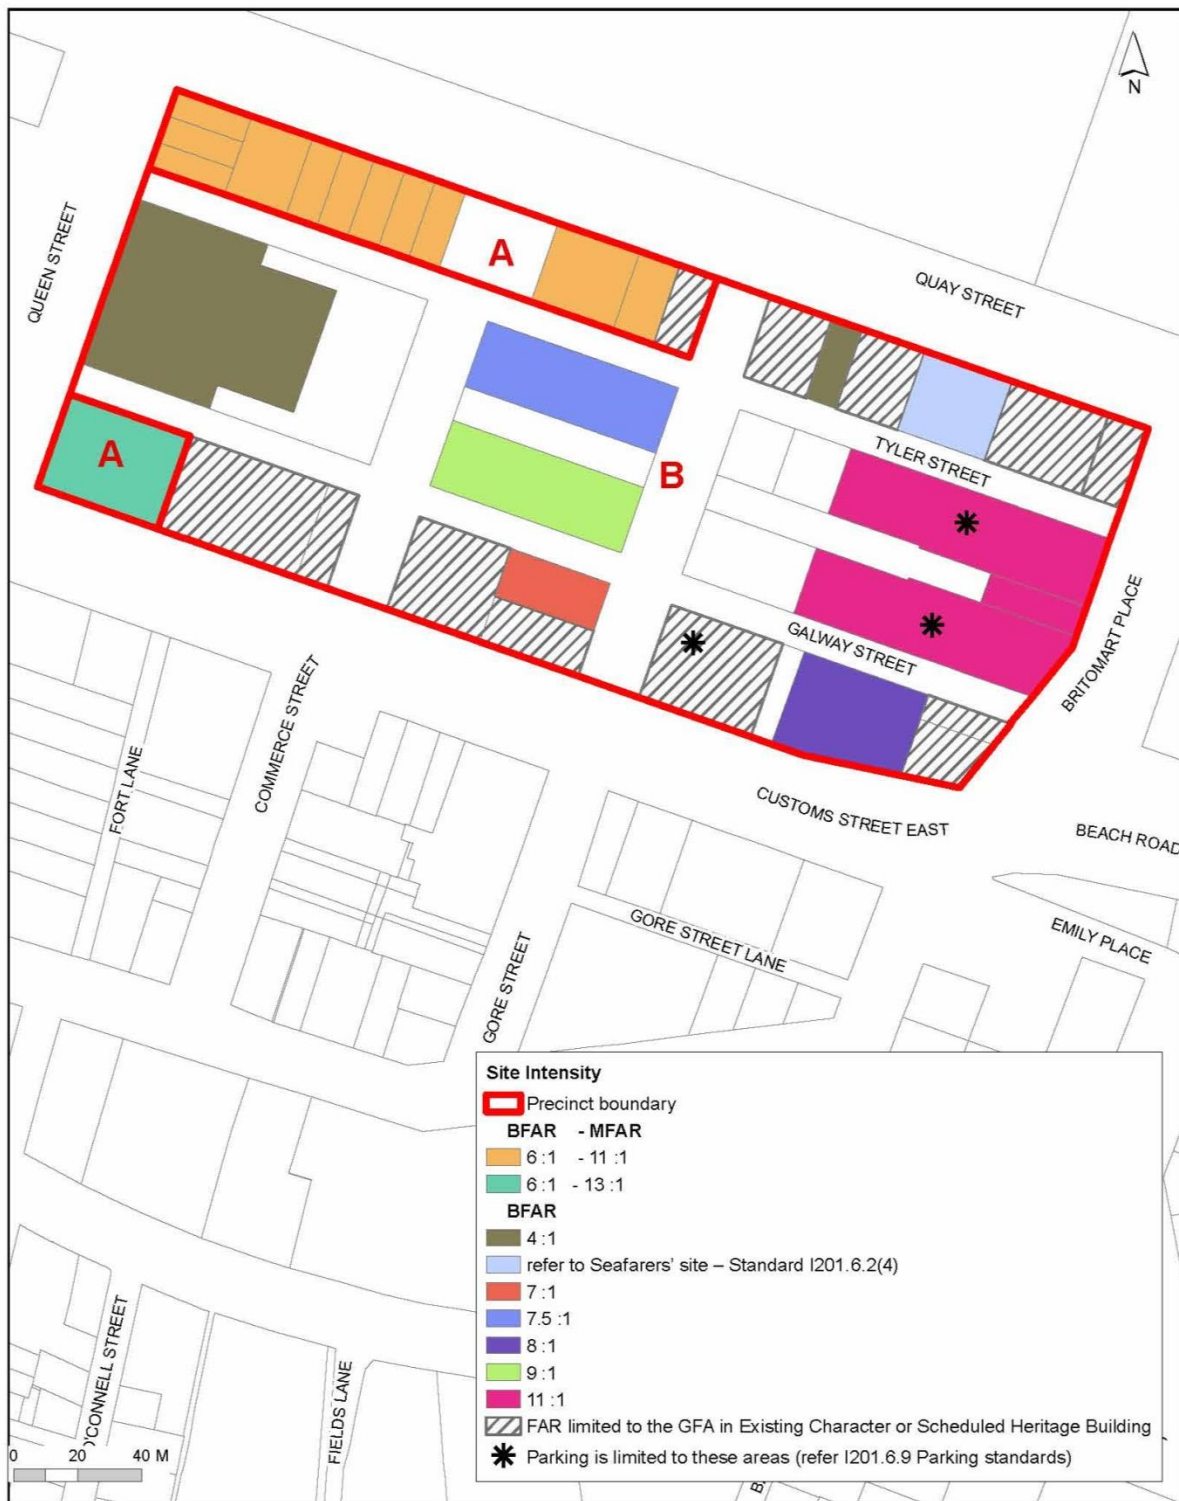 N
QUEEN STREET
A
QUAY STREET
A
B
TYLER STREET
GALWAY STREET
BRITOMART PLACE
COMMERCE STREET
FORT LANE
CUSTOMS STREET EAST
BEACH ROAD
GORE STREET LANE
EMILY PLACE
GORE STREET
Site Intensity
Precinct boundary
BFAR - MFAR
6 :1 - 11 :1
6 :1 - 13 :1
BFAR
4 :1
refer to Seafarers' site – Standard I201.6.2(4)
7 :1
7.5 :1
8 :1
9 :1
11 :1
FAR limited to the GFA in Existing Character or Scheduled Heritage Building
Parking is limited to these areas (refer I201.6.9 Parking standards)
O'CONNELL STREET
FIELDS LANE
0 20 40 M